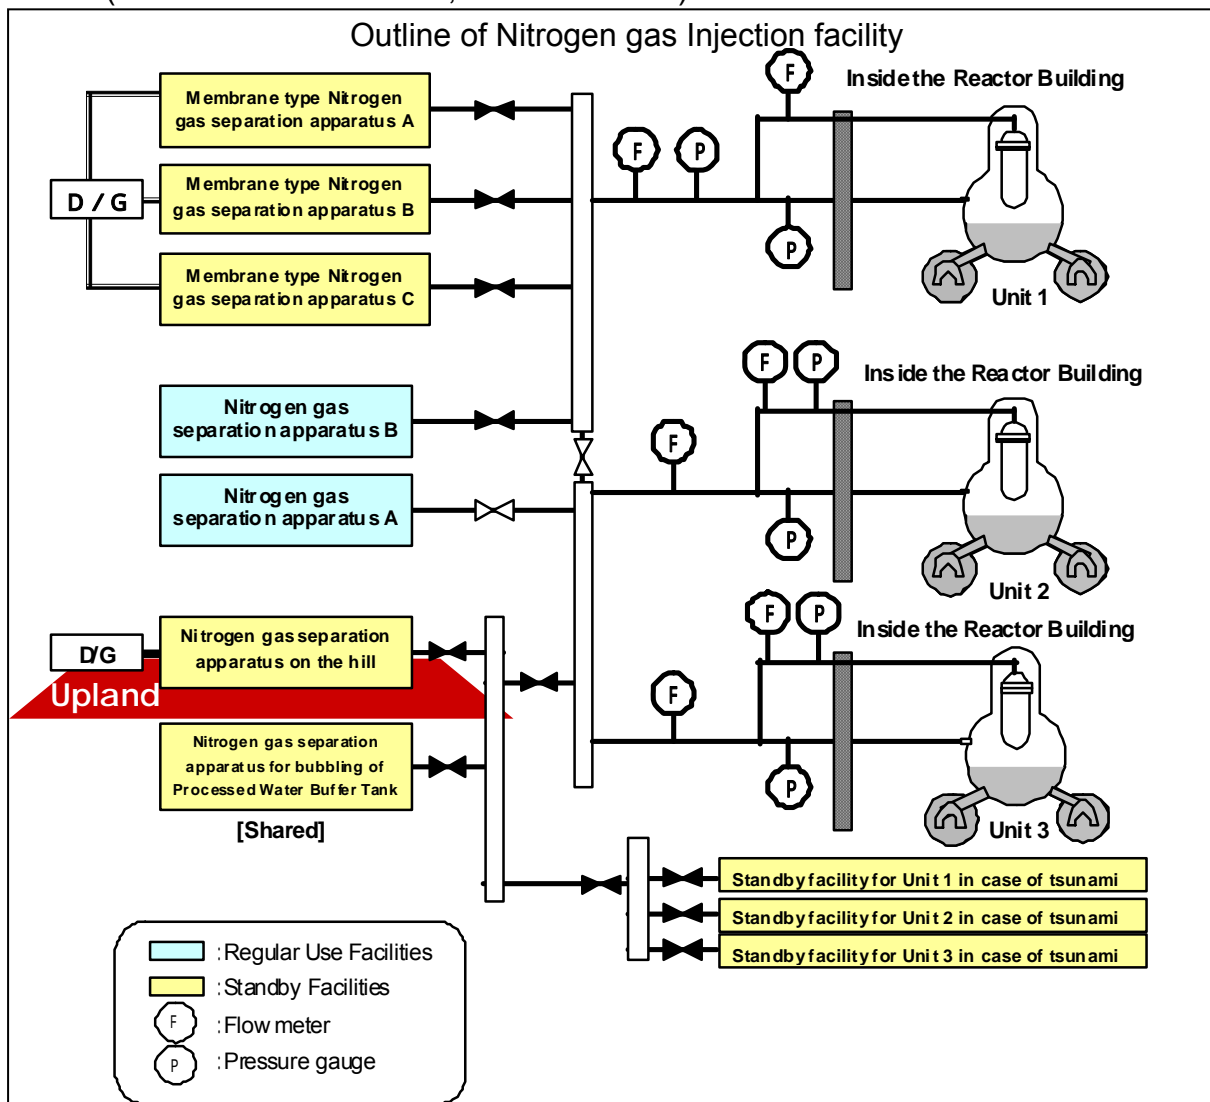 Outline of Nitrogen gas Injection facility
Membrane type Nitrogen
gas separation apparatus A
D / G
Membrane type Nitrogen
gas separation apparatus B
Membrane type Nitrogen
gas separation apparatus C
Nitrogen gas
separation apparatus B
Nitrogen gas
separation apparatus A
D/G
Nitrogen gas separation
apparatus on the hill
Upland
Nitrogen gas separation
apparatus for bubbling of
Processed Water Buffer Tank
[Shared]
F
Inside the Reactor Building
F
P
P
Unit 1
F
P
Inside the Reactor Building
F
P
Unit 2
F
P
Inside the Reactor Building
F
P
Unit 3
Standby facility for Unit 1 in case of tsunami
Standby facility for Unit 2 in case of tsunami
Standby facility for Unit 3 in case of tsunami
: Regular Use Facilities
: Standby Facilities
F : Flow meter
P : Pressure gauge